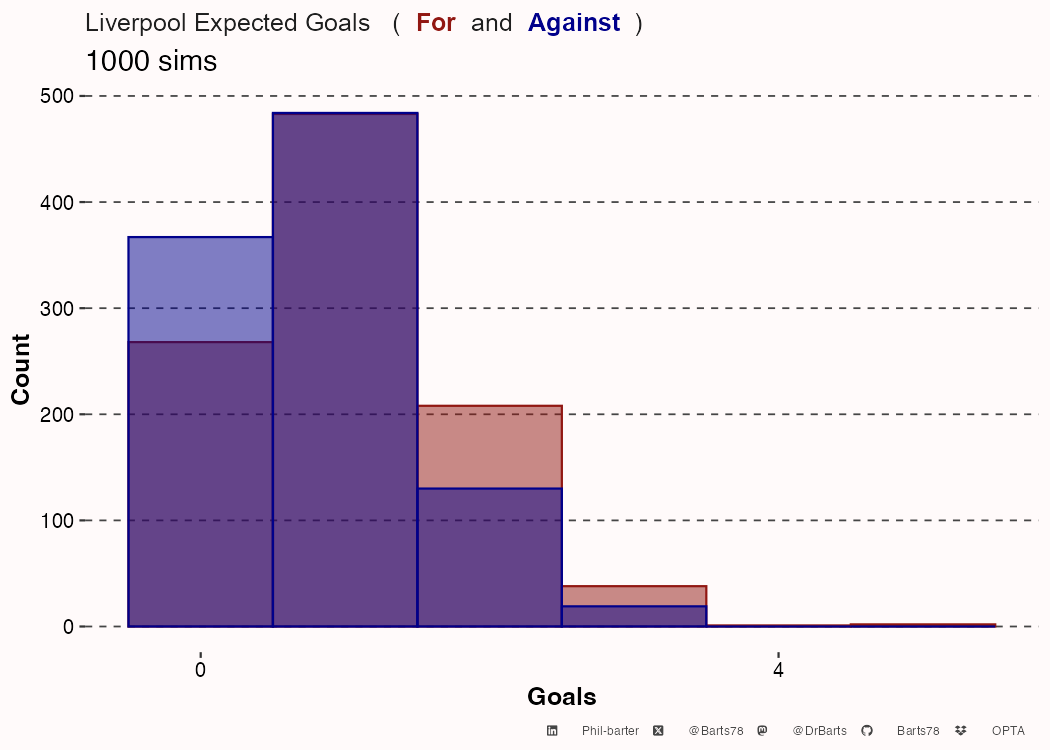 Liverpool Expected Goals ( For and Against )
1000 sims
500
400
300
200
100
0
Count
0 4
Goals
Phil-barter @Barts78 @DrBarts Barts78 OPTA